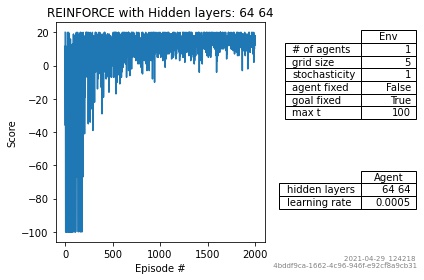 REINFORCE with Hidden layers: 64 64
20
0
−20
−40
−60
−80
−100
Score
0
500
1000
1500
2000
Episode #
Env
# of agents 1
grid size 5
stochasticity 1
agent fixed False
goal fixed True
max t 100
Agent
hidden layers 64 64
learning rate 0.0005
2021-04-29_124218
4bddf9ca-1662-4c96-946f-e92cf8a9cb31